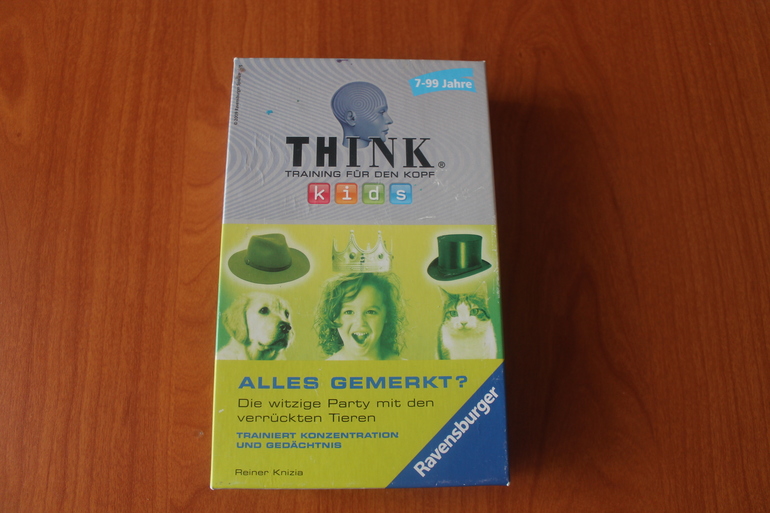 7-99 Jahre
THINK®
TRAINING FÜR DEN KOPF
kids
ALLES GEMERKT?
Die witzige Party mit den
verrückten Tieren
TRAINIERT KONZENTRATION
UND GEDÄCHTNIS
Reiner Knizia
Ravensburger